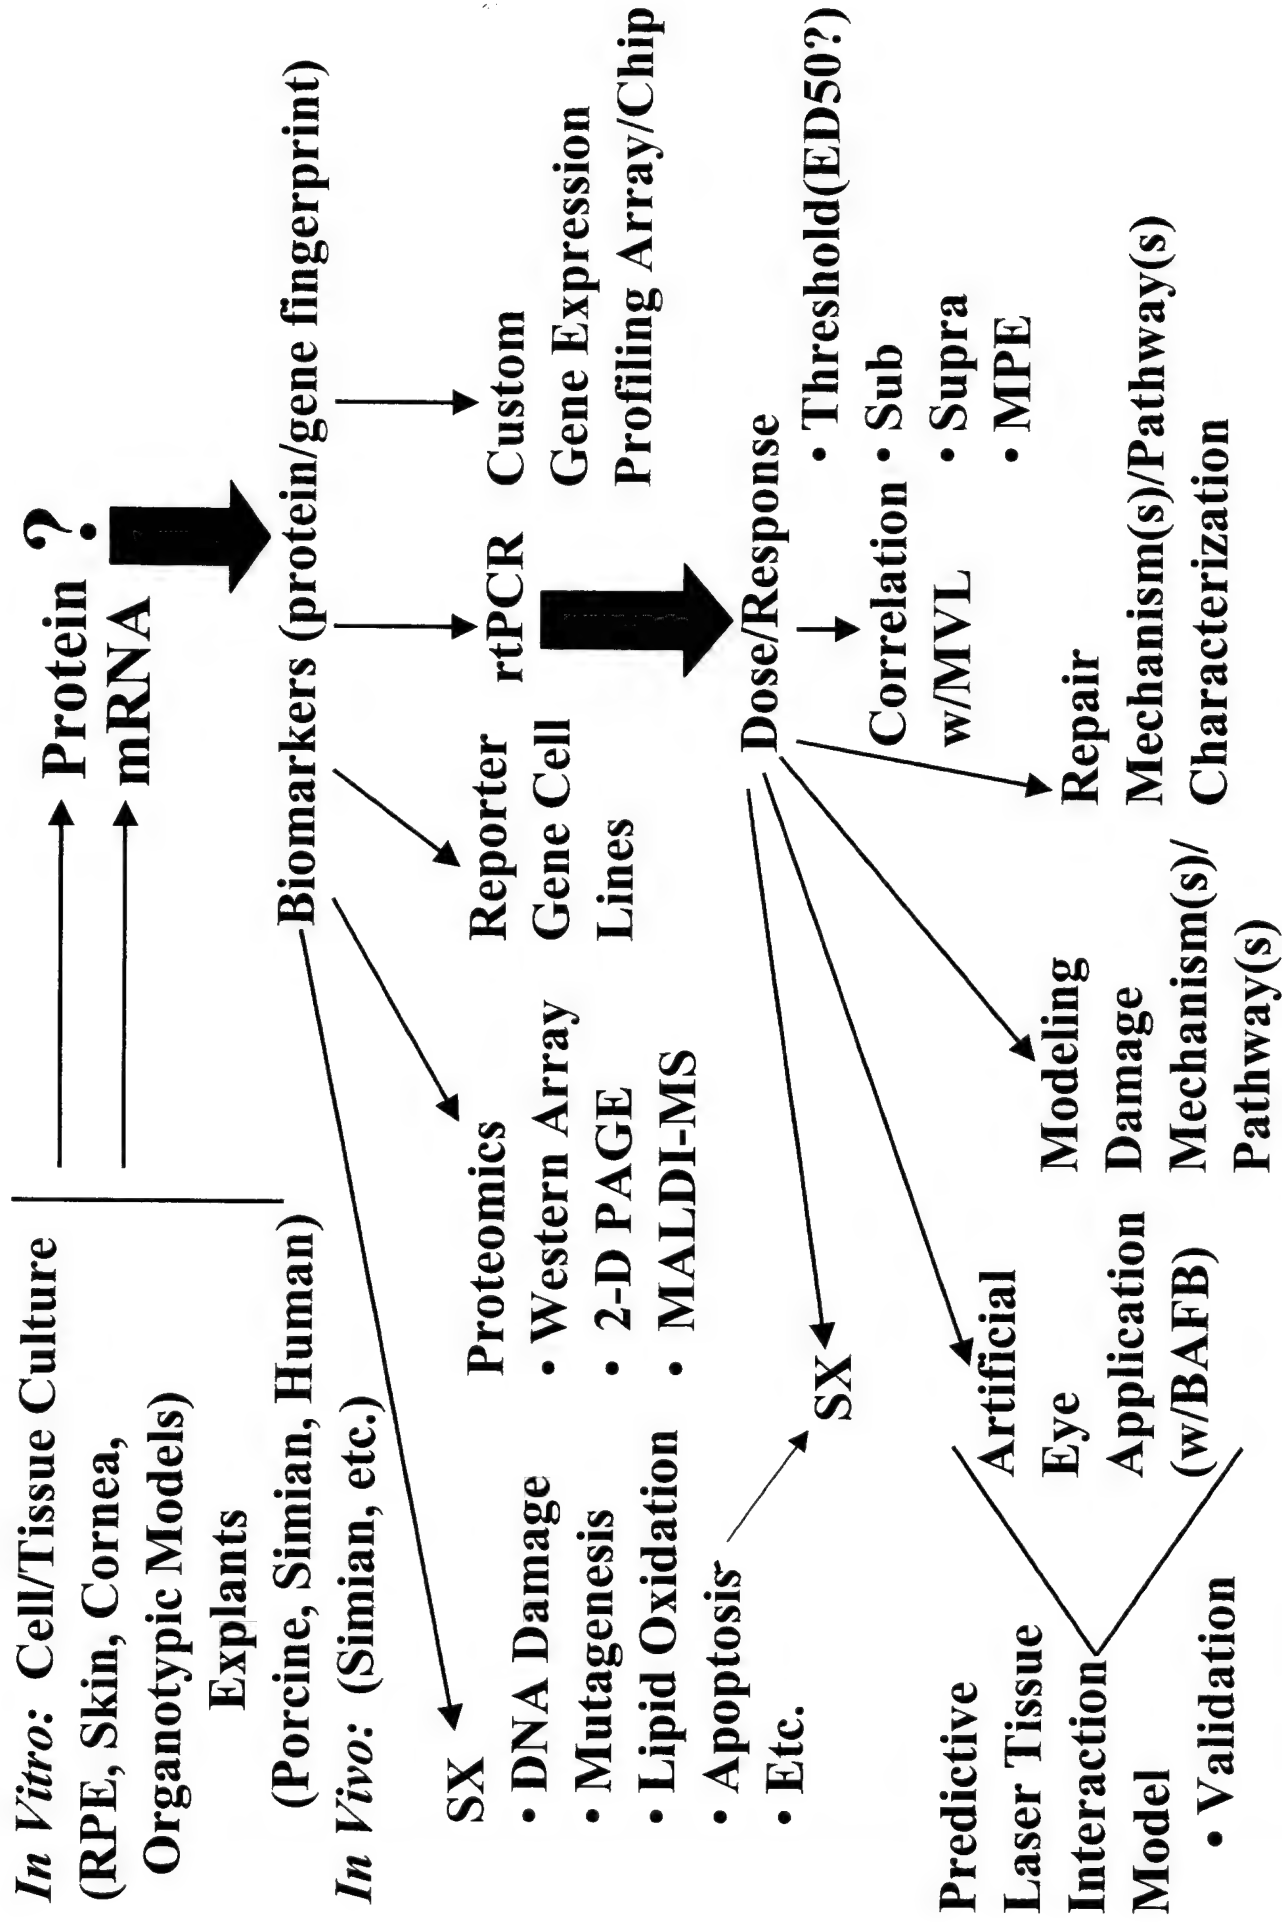 In Vitro: Cell/Tissue Culture
(RPE, Skin, Cornea,
Organotypic Models)
Explants
(Porcine, Simian, Human)
In Vivo: (Simian, etc.)
Protein ?
mRNA
Biomarkers (protein/gene fingerprint)
SX
• DNA Damage
• Mutagenesis
• Lipid Oxidation
• Apoptosis
• Etc.
Proteomics
• Western Array
• 2-D PAGE
• MALDI-MS
Reporter
Gene Cell
Lines
rtPCR
Custom
Gene Expression
Profiling Array/Chip
Dose/Response
SX
Correlation
w/MVL
• Threshold(ED50?)
• Sub
• Supra
• MPE
Predictive
Laser Tissue
Interaction
Model
• Validation
Artificial
Eye
Application
(w/BAFB)
Modeling
Damage
Mechanism(s)/
Pathway(s)
Repair
Mechanism(s)/Pathway(s)
Characterization